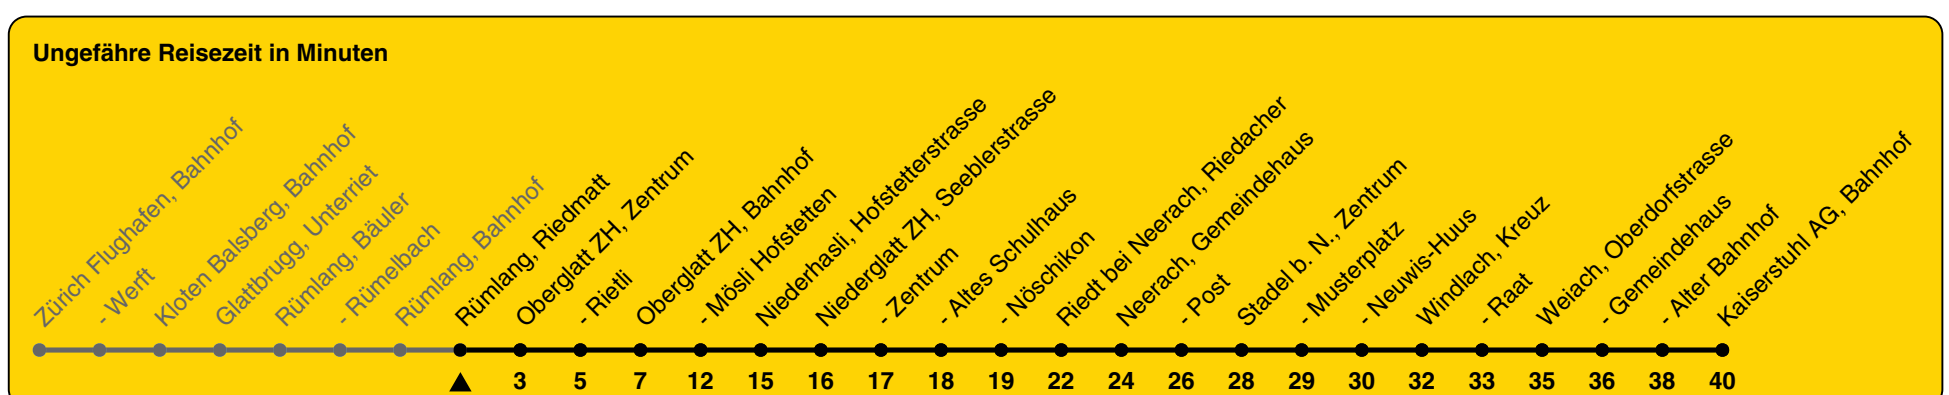 Ungefähre Reisezeit in Minuten
Zürich Flughafen, Bahnhof
- Werft
Kloten Balsberg, Bahnhof
Glattbrugg, Unterriet
Rümlang, Bäuler
- Rümelbach
Rümlang, Bahnhof
Rümlang, Riedmatt
Oberglatt ZH, Zentrum
- Rietli
Oberglatt ZH, Bahnhof
- Mösli Hofstetten
Niederhasli, Hofstetterstrasse
Niederglatt ZH, Seeblerstrasse
- Zentrum
- Altes Schulhaus
- Nöschikon
Riedt bei Neerach, Riedacher
Neerach, Gemeindehaus
- Post
Stadel b. N., Zentrum
- Musterplatz
- Neuwis-Huus
Windlach, Kreuz
- Raat
Weiach, Oberdorfstrasse
- Gemeindehaus
- Alter Bahnhof
Kaiserstuhl AG, Bahnhof
3 5 7 12 15 16 17 18 19 22 24 26 28 29 30 32 33 35 36 38 40